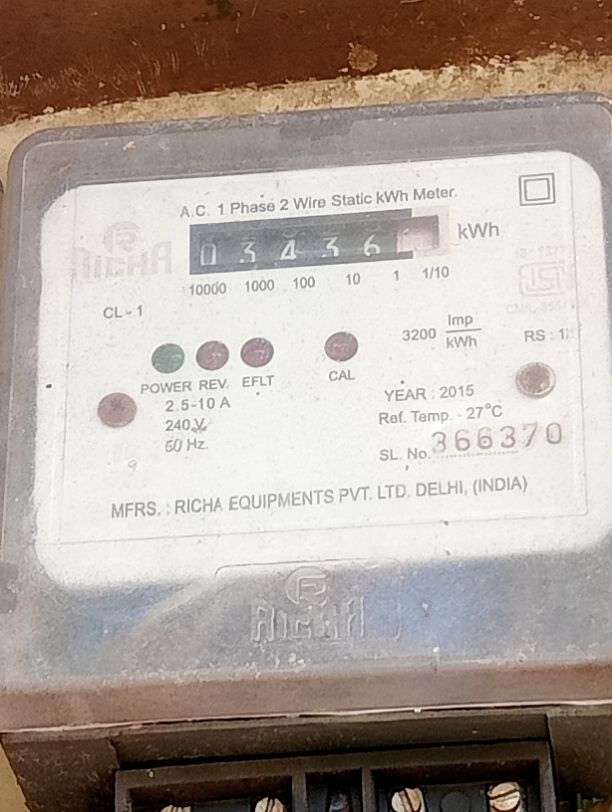 A.C. 1 Phase 2 Wire Static kWh Meter.
0 3 4 3 6 kWh
10000 1000 100 10 1 1/10
CL - 1
3200 Imp/kWh
RS : 1
POWER REV. EFLT CAL
2.5-10 A
240 V.
50 Hz.
YEAR : 2015
Ref. Temp. - 27°C
SL. No. 366370
MFRS. : RICHA EQUIPMENTS PVT. LTD. DELHI, (INDIA)
RICHA